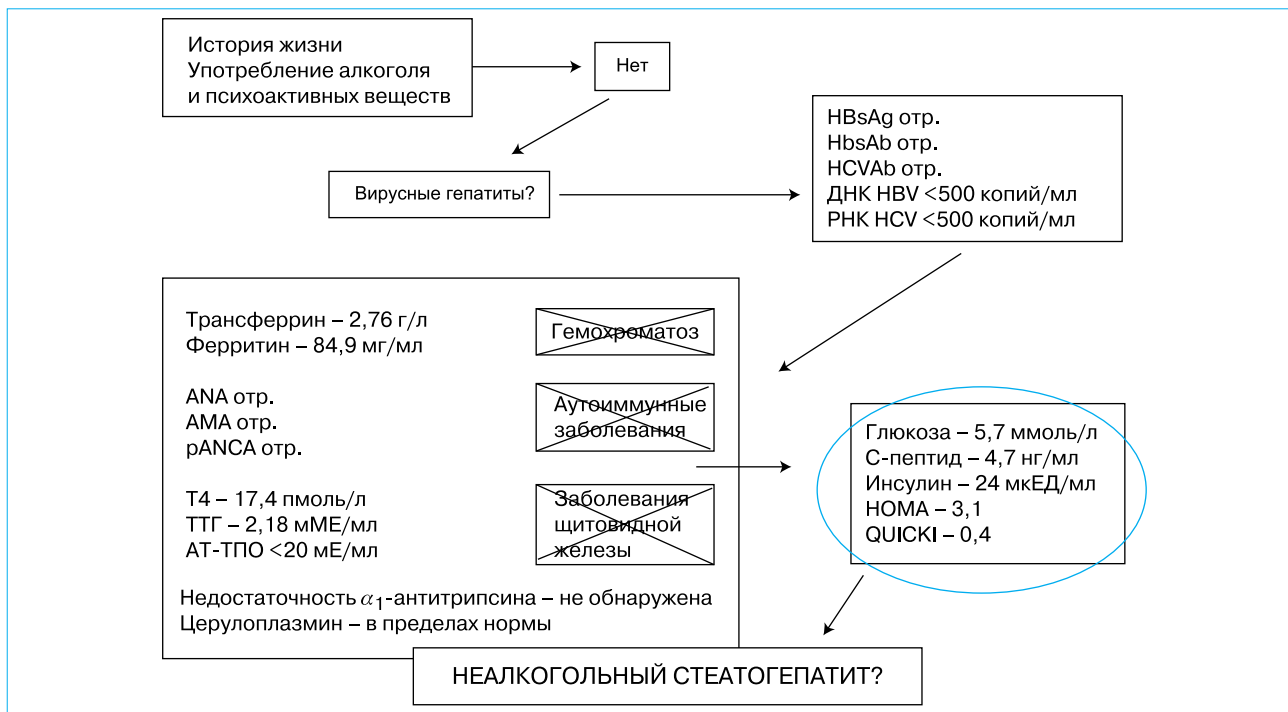 История жизни
Употребление алкоголя
и психоактивных веществ
Нет
Вирусные гепатиты?
HBsAg отр.
HbsAb отр.
HCVAb отр.
ДНК HBV <500 копий/мл
РНК HCV <500 копий/мл
Трансферрин – 2,76 г/л
Ферритин – 84,9 мг/мл
Гемохроматоз
ANA отр.
AMA отр.
pANCA отр.
Аутоиммунные
заболевания
Т4 – 17,4 пмоль/л
ТТГ – 2,18 мМЕ/мл
АТ-ТПО <20 мЕ/мл
Заболевания
щитовидной
железы
Недостаточность α1-антитрипсина – не обнаружена
Церулоплазмин – в пределах нормы
Глюкоза – 5,7 ммоль/л
С-пептид – 4,7 нг/мл
Инсулин – 24 мкЕД/мл
HOMA – 3,1
QUICKI – 0,4
НЕАЛКОГОЛЬНЫЙ СТЕАТОГЕПАТИТ?